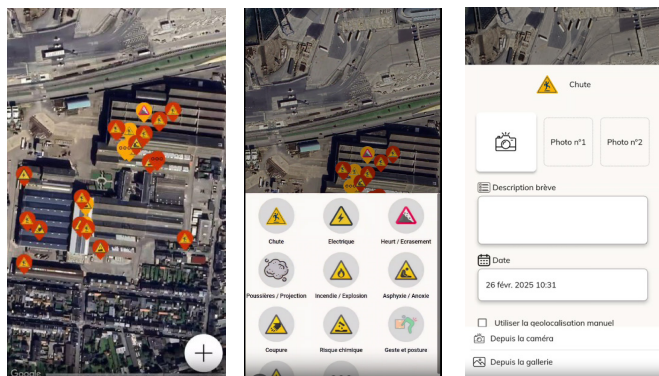 Google
Chute
Electrique
Heurt / Ecrasement
Poussières / Projection
Incendie / Explosion
Asphyxie / Anoxie
Coupure
Risque chimique
Geste et posture
Chute
Photo n°1
Photo n°2
Description brève
Date
26 févr. 2025 10:31
Utiliser la geolocalisation manuel
Depuis la caméra
Depuis la gallerie